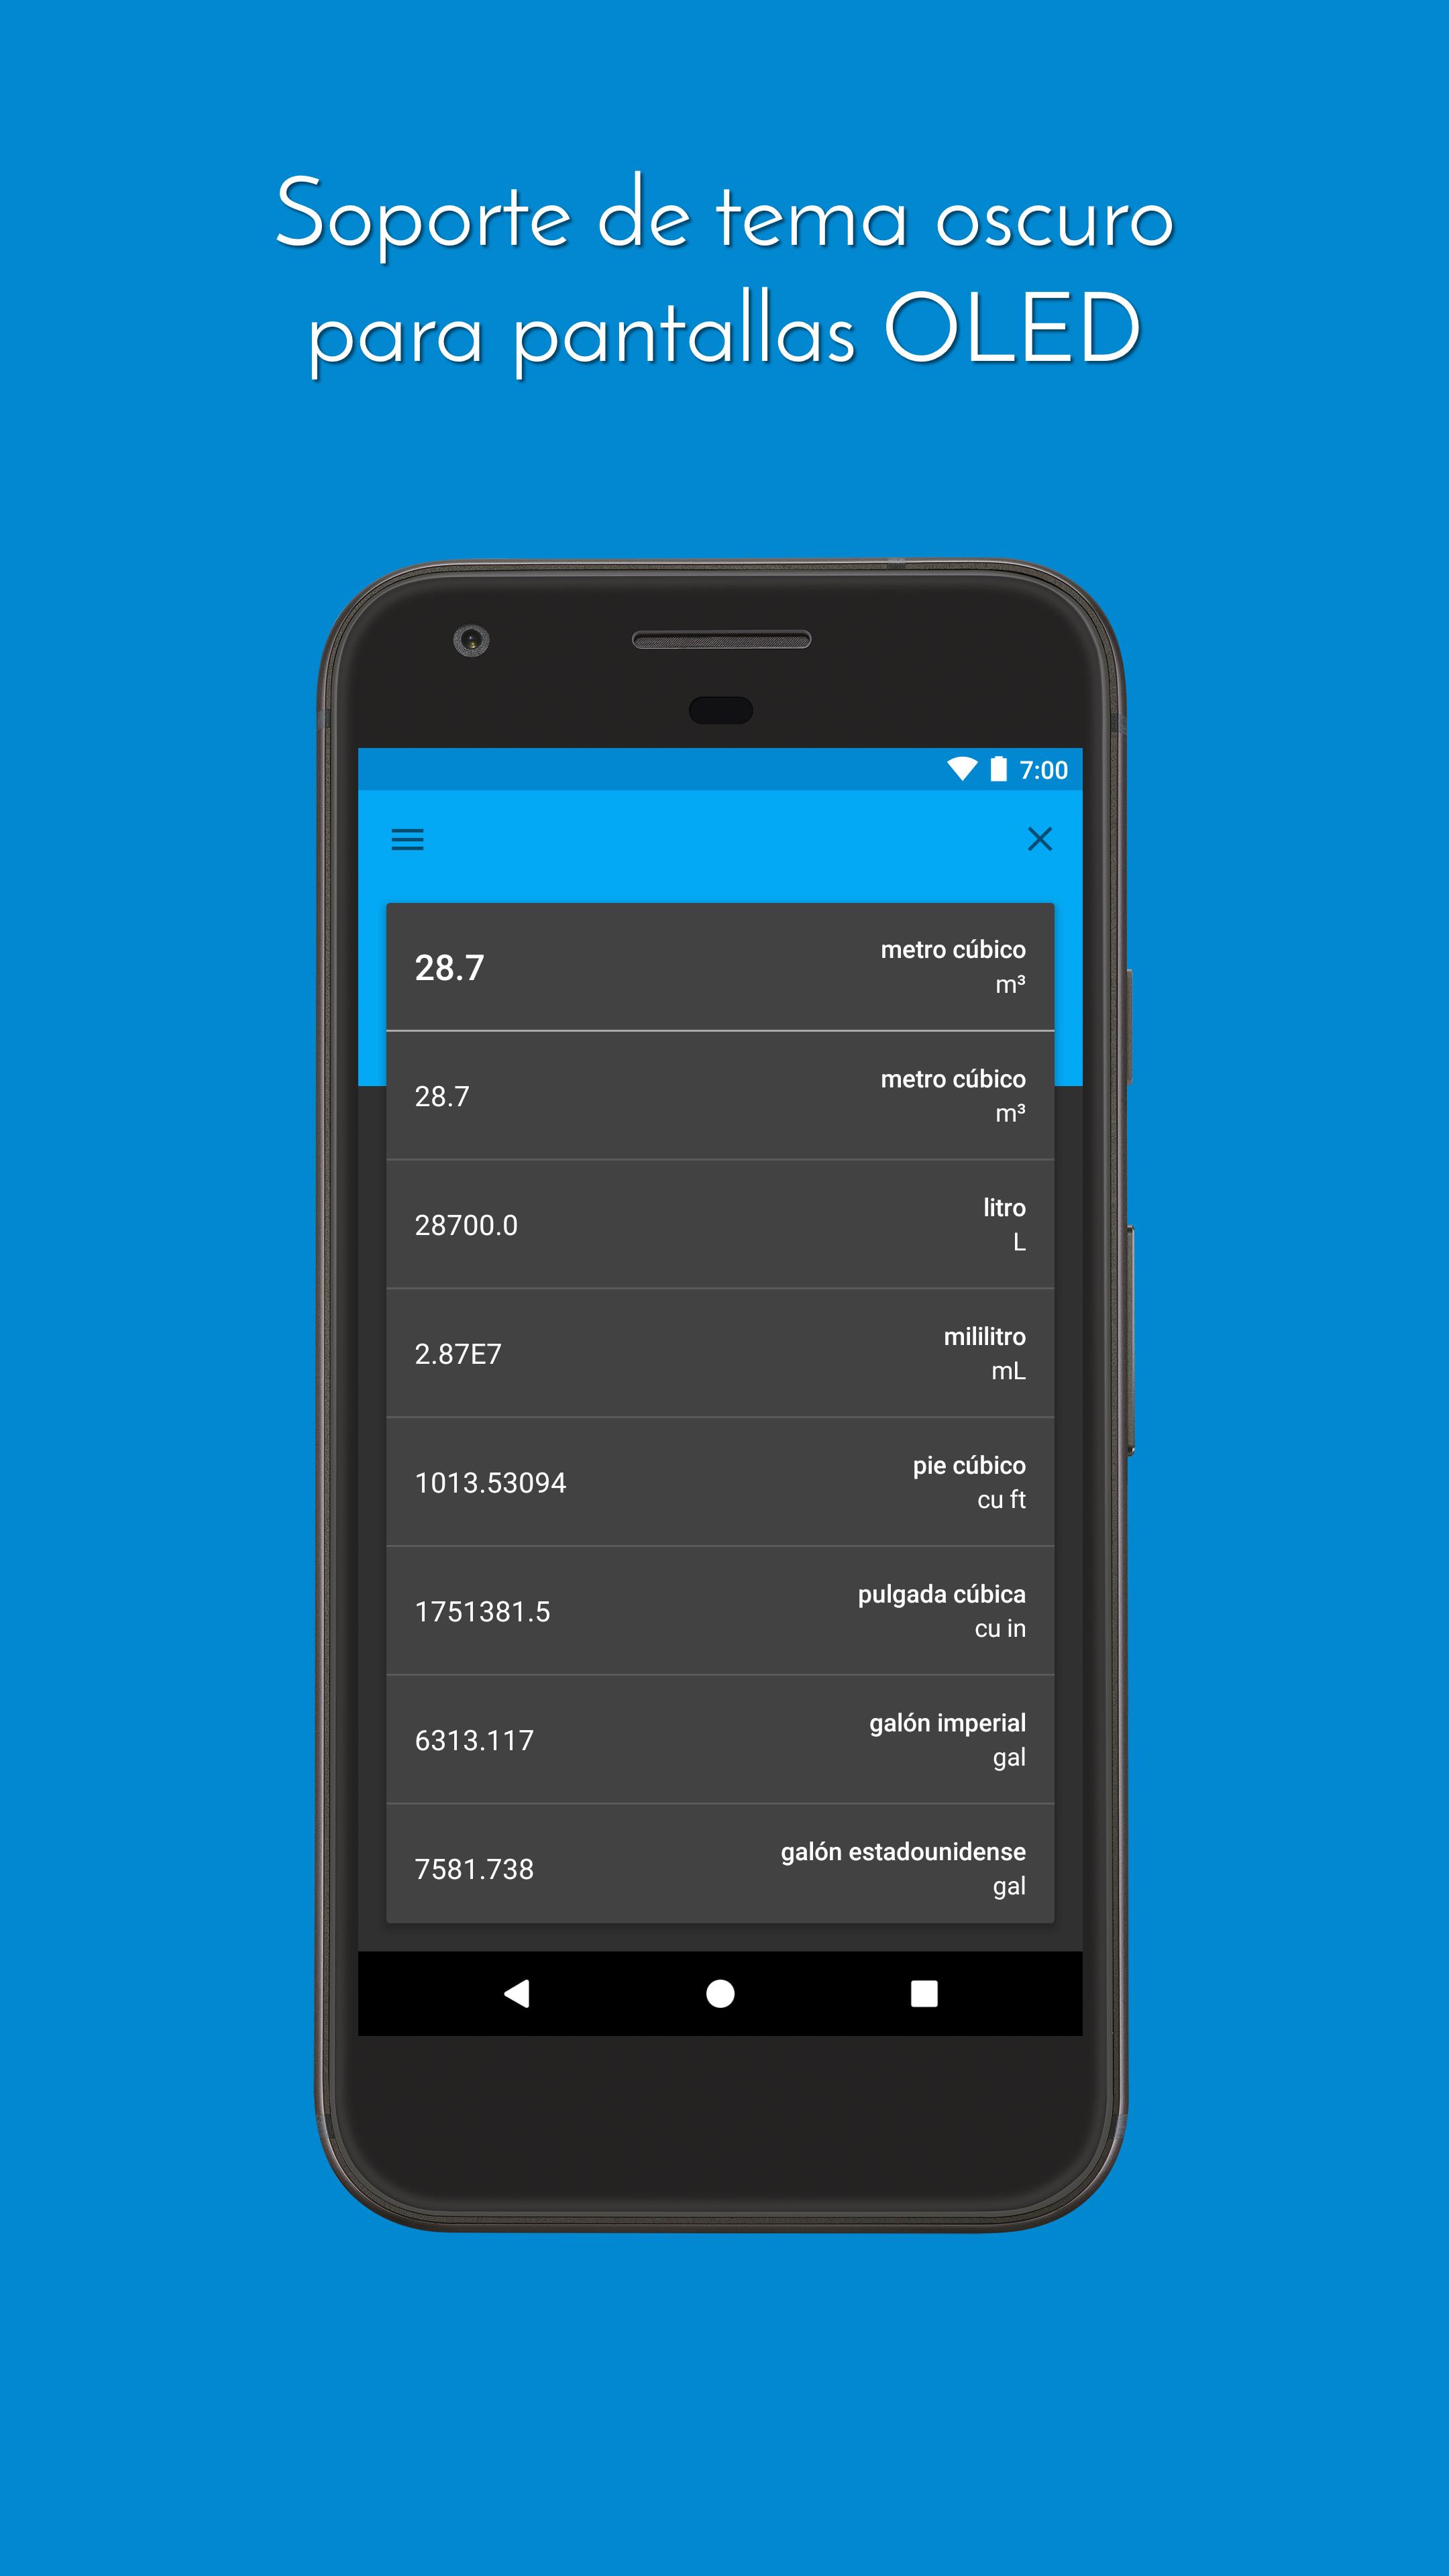 Soporte de tema oscuro
para pantallas OLED
7:00
28.7 metro cúbico
m³
28.7 metro cúbico
m³
28700.0 litro
L
2.87E7 mililitro
mL
1013.53094 pie cúbico
cu ft
1751381.5 pulgada cúbica
cu in
6313.117 galón imperial
gal
7581.738 galón estadounidense
gal